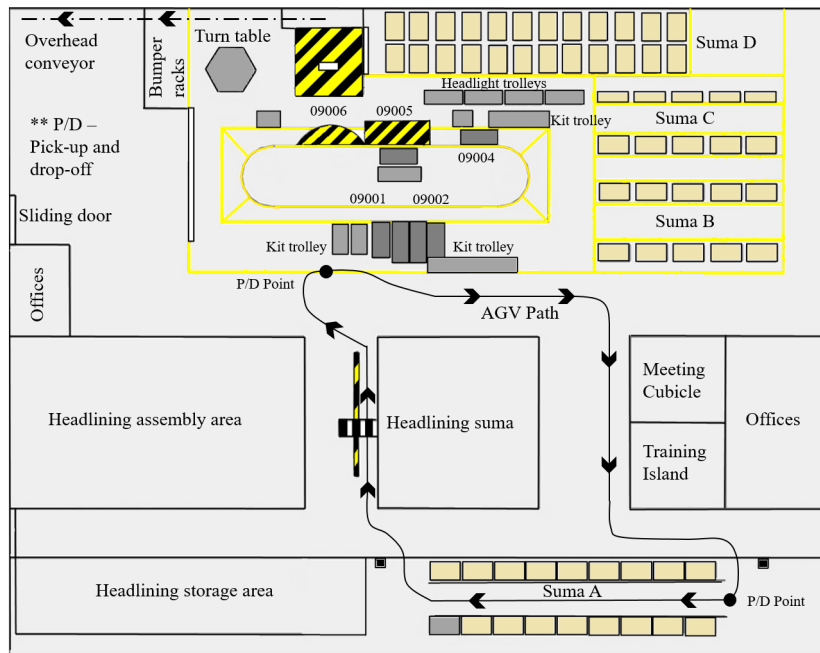 Overhead
conveyor
Bumper
racks
Turn table
Suma D
Headlight trolleys
09006
09005
Kit trolley
Suma C
** P/D –
Pick-up and
drop-off
09004
09001
09002
Sliding door
Suma B
Kit trolley
Kit trolley
Offices
P/D Point
AGV Path
Meeting
Cubicle
Headlining assembly area
Headlining suma
Offices
Training
Island
Headlining storage area
Suma A
P/D Point